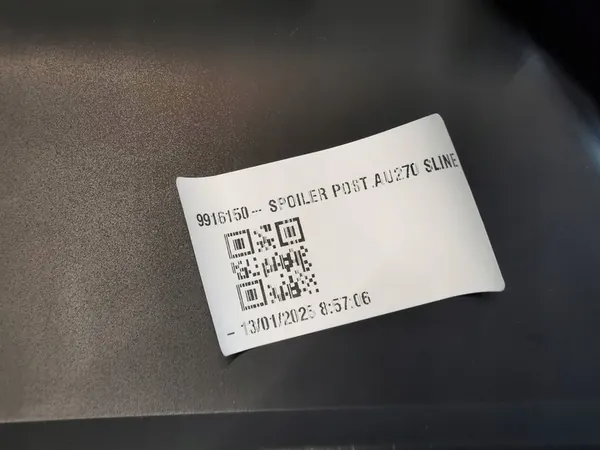 9916150-- SPOILER POST.AU270 SLINE
- 13/01/2025 8:57:06